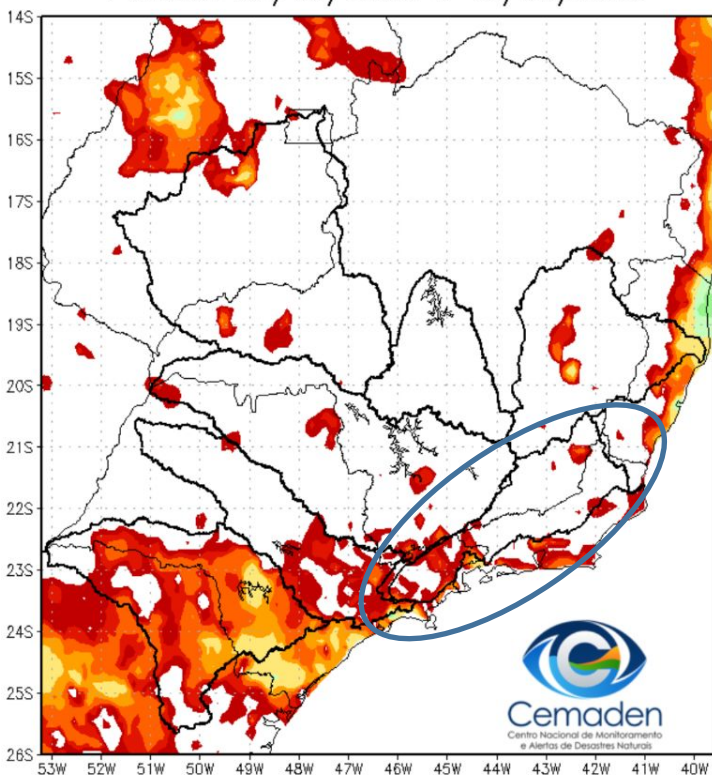 14S
15S
16S
17S
18S
19S
20S
21S
22S
23S
24S
25S
26S
53W 52W 51W 50W 49W 48W 47W 46W 45W 44W 43W 42W 41W 40W
Cemaden
Centro Nacional de Monitoramento
e Alertas de Desastres Naturais